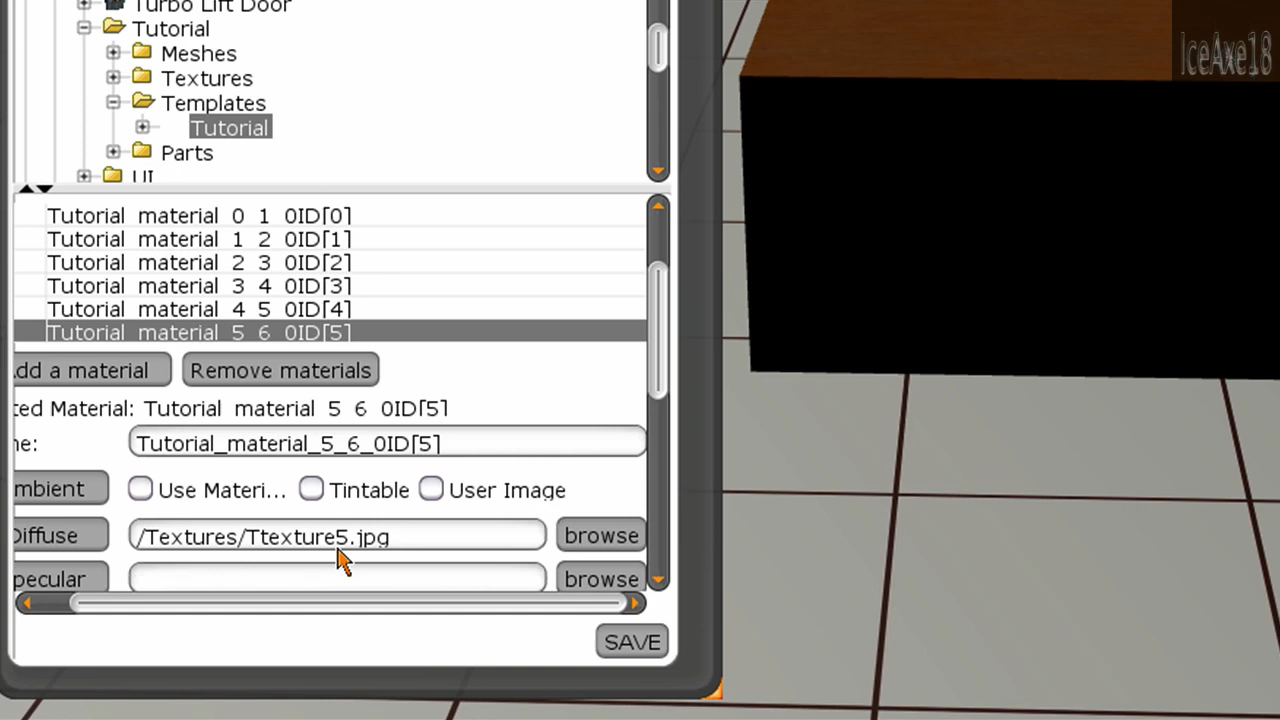 Turbo Lift Door
Tutorial
Meshes
Textures
Templates
Tutorial
Parts
UI
Tutorial material 0 1 0ID[0]
Tutorial material 1 2 0ID[1]
Tutorial material 2 3 0ID[2]
Tutorial material 3 4 0ID[3]
Tutorial material 4 5 0ID[4]
Tutorial material 5 6 0ID[5]
dd a material Remove materials
ted Material: Tutorial material 5 6 0ID[5]
ne: Tutorial_material_5_6_0ID[5]
mbient Use Materi... Tintable User Image
Diffuse /Textures/Ttexture5.jpg browse
pecular browse
SAVE
IceAxe18